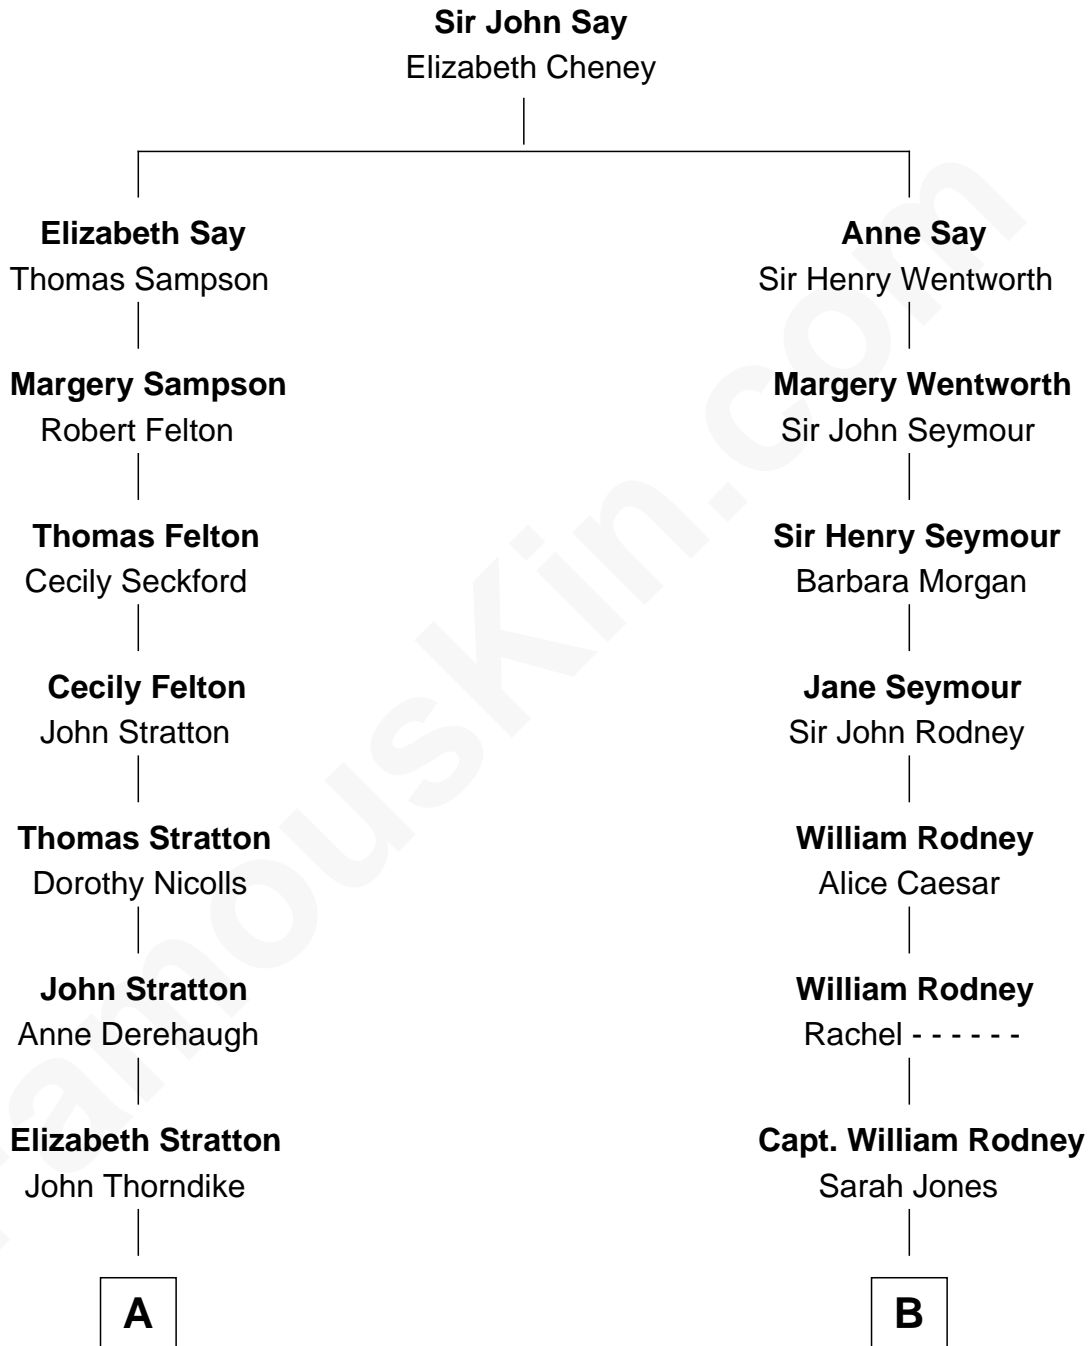 Sir John Say
Elizabeth Cheney
Elizabeth Say
Thomas Sampson
Margery Sampson
Robert Felton
Thomas Felton
Cecily Seckford
Cecily Felton
John Stratton
Thomas Stratton
Dorothy Nicolls
John Stratton
Anne Derehaugh
Elizabeth Stratton
John Thorndike
A
Anne Say
Sir Henry Wentworth
Margery Wentworth
Sir John Seymour
Sir Henry Seymour
Barbara Morgan
Jane Seymour
Sir John Rodney
William Rodney
Alice Caesar
William Rodney
Rachel - - - - - -
Capt. William Rodney
Sarah Jones
B
FamousKin.com